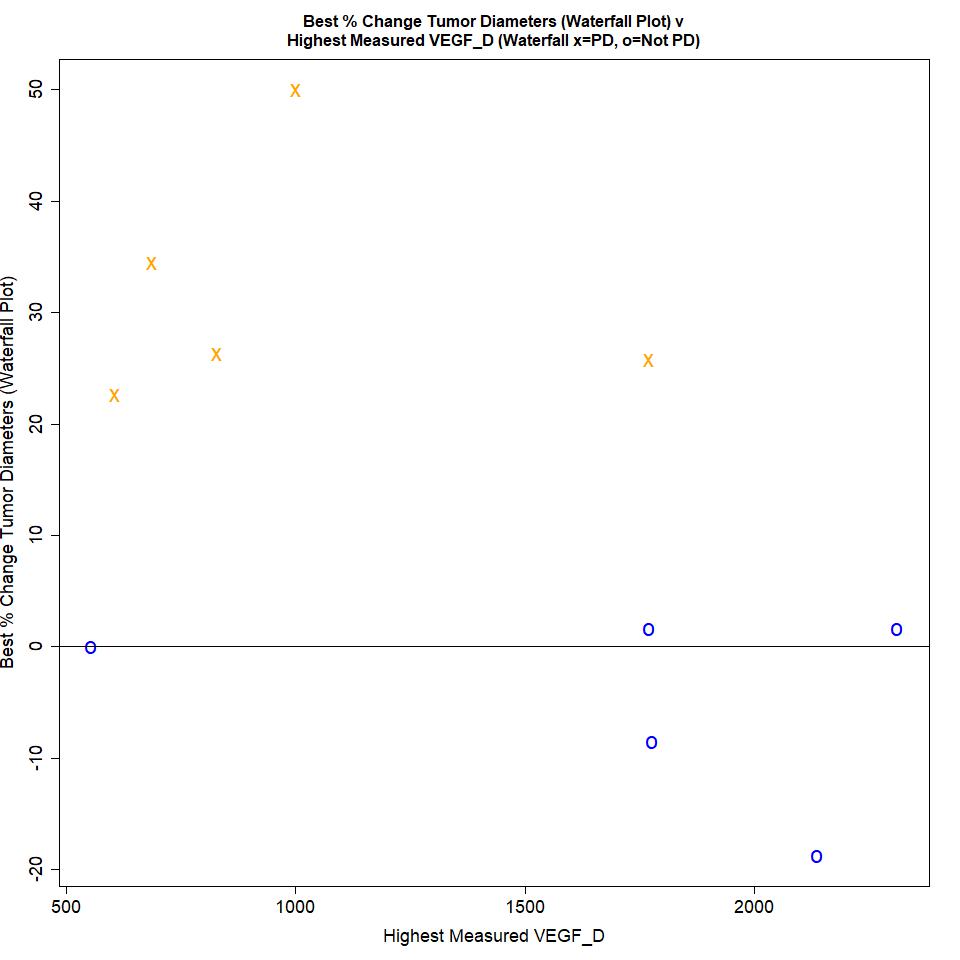 Best % Change Tumor Diameters (Waterfall Plot) v
Highest Measured VEGF_D (Waterfall x=PD, o=Not PD)
Best % Change Tumor Diameters (Waterfall Plot)
50
40
30
20
10
0
-10
-20
x
x
x
x
x
o
o
o
o
o
500
1000
1500
2000
Highest Measured VEGF_D